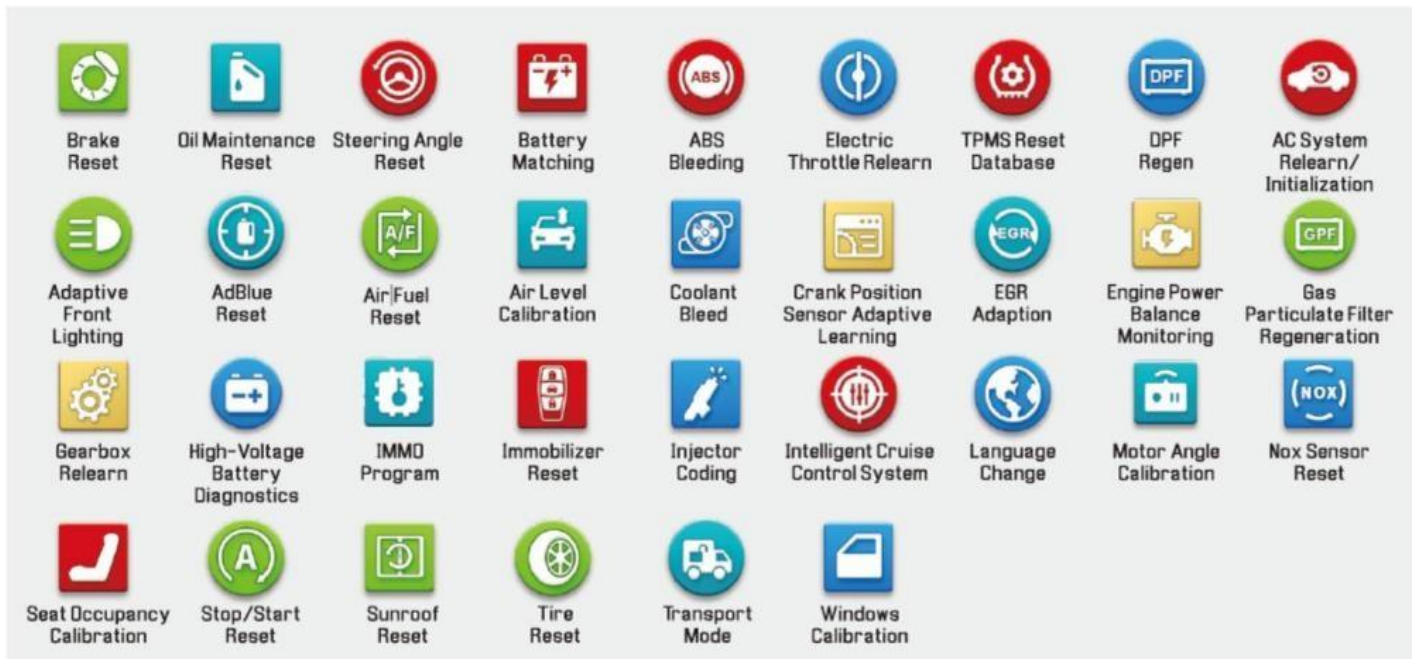 Brake
Reset
Oil Maintenance
Reset
Steering Angle
Reset
Battery
Matching
ABS
ABS
Bleeding
Electric
Throttle Relearn
TPMS Reset
Database
DPF
DPF
Regen
AC System
Relearn/
Initialization
Adaptive
Front
Lighting
AdBlue
Reset
A/F
Air|Fuel
Reset
Air Level
Calibration
Coolant
Bleed
Crank Position
Sensor Adaptive
Learning
EGR
EGR
Adaption
Engine Power
Balance
Monitoring
GPF
Gas
Particulate Filter
Regeneration
Gearbox
Relearn
High-Voltage
Battery
Diagnostics
IMMO
Program
Immobilizer
Reset
Injector
Coding
Intelligent Cruise
Control System
Language
Change
Motor Angle
Calibration
NOX
Nox Sensor
Reset
Seat Occupancy
Calibration
A
Stop/Start
Reset
Sunroof
Reset
Tire
Reset
Transport
Mode
Windows
Calibration